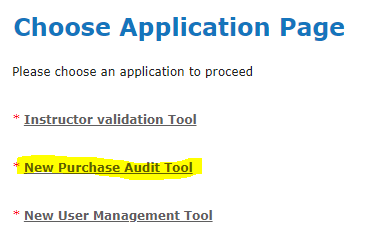 Choose Application Page
Please choose an application to proceed
* Instructor validation Tool
* New Purchase Audit Tool
* New User Management Tool